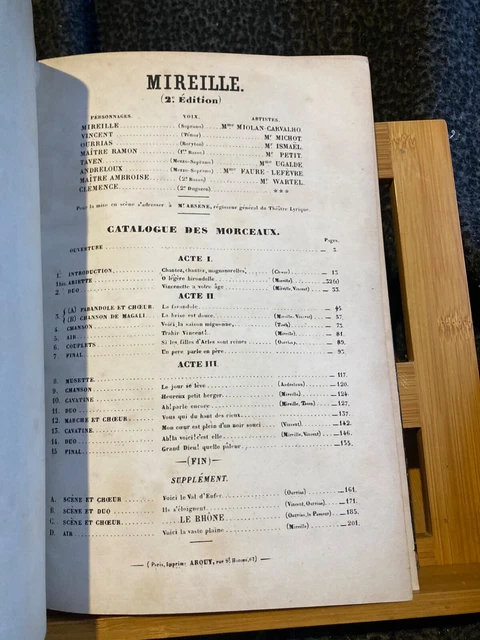 MIREILLE.
(2e. Édition)
PERSONNAGES. VOIX. ARTISTES.
MIREILLE (Soprano) Mme MIOLAN-CARVALHO
VINCENT (Ténor) Mr MICHOT
OURRIAS (Baryton) Mr ISMAËL
MAÎTRE RAMON (1re Basse) Mr PETIT.
TAVEN (Mezzo-Soprano) Mme UGALDE
ANDRELOUX (Mezzo-Soprano) Mme FAURE-LEFEVRE
MAÎTRE AMBROISE (2e Basse) Mr WARTEL
CLEMENCE (2e Dugazon) ***
Pour la mise en scène s'adresser à Mr ARSENE, régisseur général du Théâtre Lyrique.
CATALOGUE DES MORCEAUX.
Pages.
OUVERTURE
ACTE I.
1. INTRODUCTION Chantez, chantez, magnanarelles, (Chœur) 15
1bis. ARIETTE O légère hirondelle (Mireille)
2. DUO Vincenette a votre âge (Mireille, Vincent) 33.
ACTE II
3. (A) FARANDOLE ET CHŒUR La farandole 45.
(B) CHANSON DE MAGALI La brise est douce (Mireille, Vincent) 57.
4. CHANSON Voici la saison mignonne, 75.
5. AIR Trahir Vincent! (Mireille) 81.
6. COUPLETS Si les filles d'Arles sont reines (Ourrias) 89.
7. FINAL Un père parle en père
ACTE III.
8. MUSETTE 117.
9. CHANSON Le jour se lève (Andreloux) 120.
10. CAVATINE Heureux petit berger (Mireille) 124.
11. DUO Ah! parle encore (Mireille, Taven) 127.
12. MARCHE ET CHŒUR Vous qui du haut des cieux 137.
13. CAVATINE Mon cœur est plein d'un noir souci (Vincent) 142.
14. DUO Ah! la voici! c'est elle (Mireille, Vincent) 146.
15 FINAL Grand Dieu! quelle pâleur
(FIN)
SUPPLÉMENT.
A. SCÈNE ET CHŒUR Voici le Val d'Enfer (Ourrias) 161.
B. SCÈNE ET DUO Ils s'éloignent (Vincent, Ourrias) 171.
C. SCÈNE ET CHŒUR LE RHÔNE (Ourrias, le Passeur) 185.
D. AIR Voici la vaste plaine (Mireille) 201.
(Paris, Imprim: AROUY, rue St Honoré,)